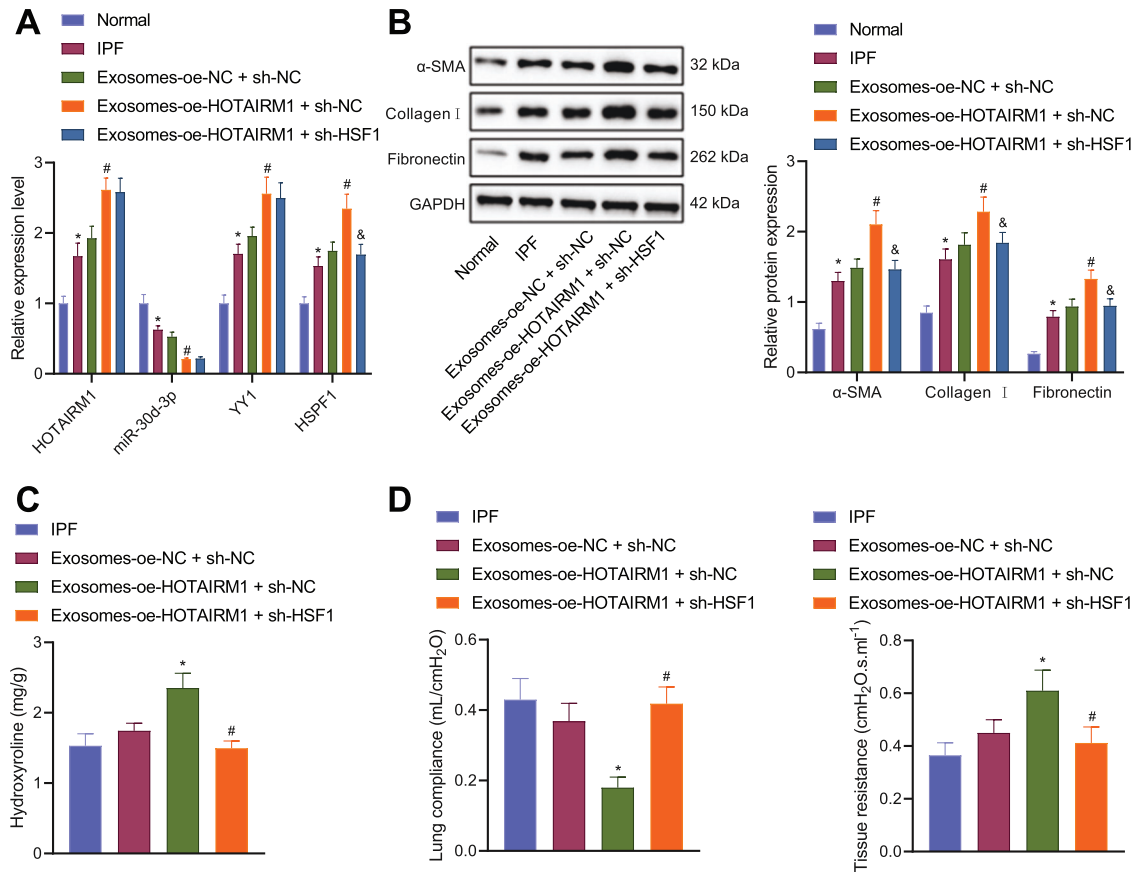 A
Normal
IPF
Exosomes-oe-NC + sh-NC
Exosomes-oe-HOTAIRM1 + sh-NC
Exosomes-oe-HOTAIRM1 + sh-HSF1
Relative expression level
3
2
1
0
* # * # * # * # &
HOTAIRM1 miR-30d-3p YY1 HSPF1
B
α-SMA 32 kDa
Collagen Ⅰ 150 kDa
Fibronectin 262 kDa
GAPDH 42 kDa
Normal
IPF
Exosomes-oe-NC + sh-NC
Exosomes-oe-HOTAIRM1 + sh-NC
Exosomes-oe-HOTAIRM1 + sh-HSF1
Normal
IPF
Exosomes-oe-NC + sh-NC
Exosomes-oe-HOTAIRM1 + sh-NC
Exosomes-oe-HOTAIRM1 + sh-HSF1
Relative protein expression
3
2
1
0
* # & * # & * # &
α-SMA Collagen Ⅰ Fibronectin
C
IPF
Exosomes-oe-NC + sh-NC
Exosomes-oe-HOTAIRM1 + sh-NC
Exosomes-oe-HOTAIRM1 + sh-HSF1
Hydroxyroline (mg/g)
3
2
1
0
* #
D
IPF
Exosomes-oe-NC + sh-NC
Exosomes-oe-HOTAIRM1 + sh-NC
Exosomes-oe-HOTAIRM1 + sh-HSF1
Lung compliance (mL/cmH₂O)
0.6
0.4
0.2
0.0
* #
IPF
Exosomes-oe-NC + sh-NC
Exosomes-oe-HOTAIRM1 + sh-NC
Exosomes-oe-HOTAIRM1 + sh-HSF1
Tissue resistance (cmH₂O.s.ml⁻¹)
0.8
0.6
0.4
0.2
0.0
* #